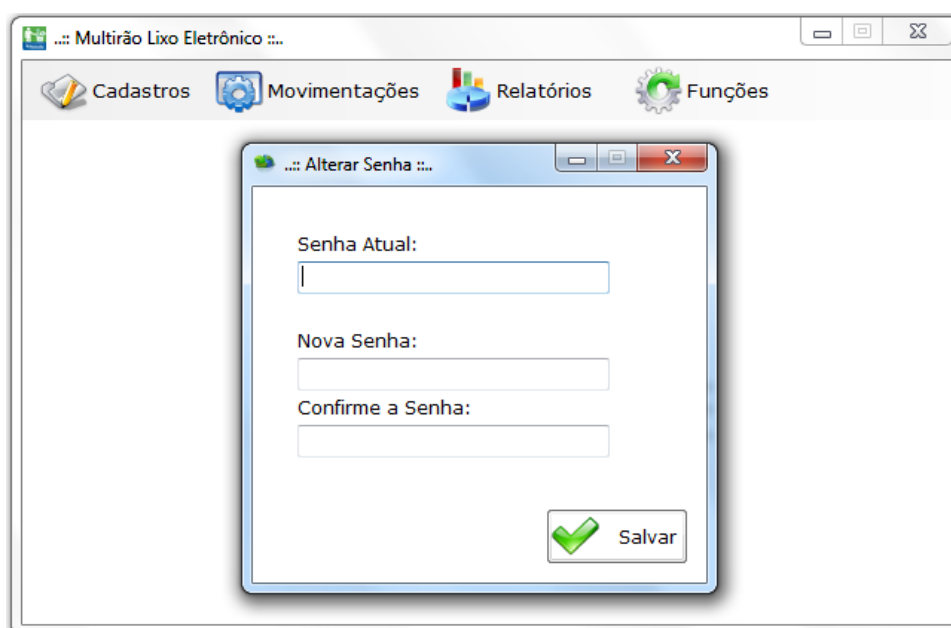 ..:: Multirão Lixo Eletrônico ::..
Cadastros Movimentações Relatórios Funções
..:: Alterar Senha ::..
Senha Atual:
Nova Senha:
Confirme a Senha:
Salvar